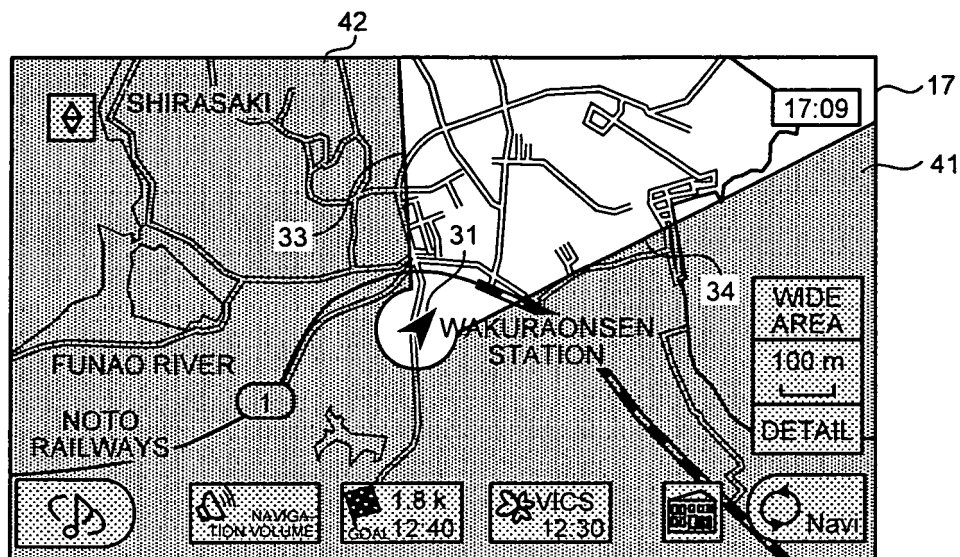 42
17
SHIRASAKI
17:09
41
33
31
34
WIDE
AREA
WAKURAONSEN
STATION
100 m
FUNAO RIVER
1
NOTO
RAILWAYS
DETAIL
NAVIGA-
TION VOLUME
1.8 k
GOAL 12:40
VICS
12:30
Navi